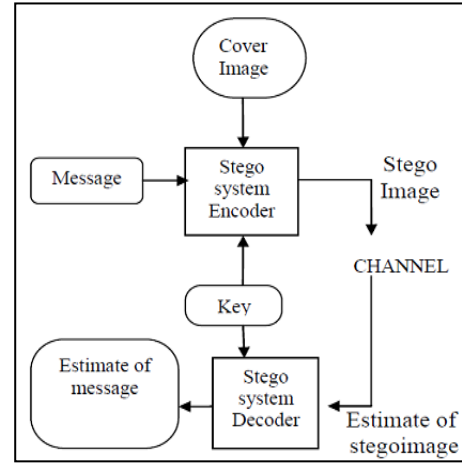 Cover
Image
Message
Stego
system
Encoder
Stego
Image
CHANNEL
Key
Estimate of
message
Stego
system
Decoder
Estimate of
stegoimage